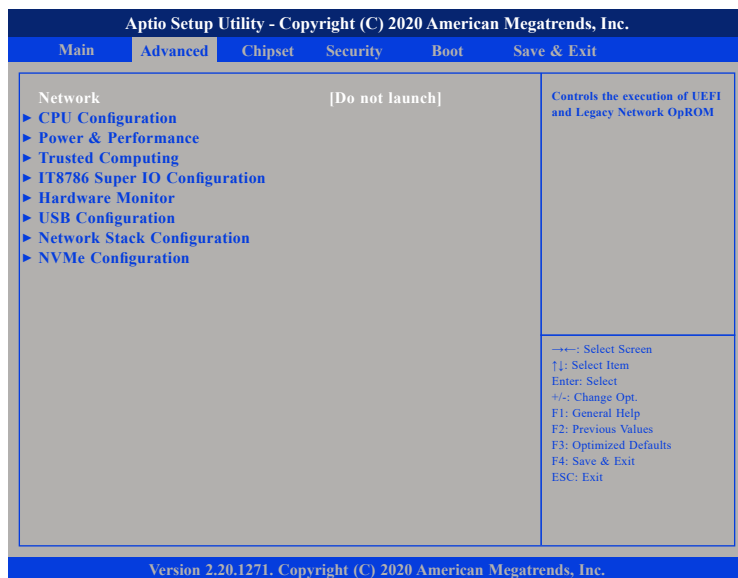 Aptio Setup Utility - Copyright (C) 2020 American Megatrends, Inc.
Main Advanced Chipset Security Boot Save & Exit
Network [Do not launch]
► CPU Configuration
► Power & Performance
► Trusted Computing
► IT8786 Super IO Configuration
► Hardware Monitor
► USB Configuration
► Network Stack Configuration
► NVMe Configuration
Controls the execution of UEFI
and Legacy Network OpROM
→←: Select Screen
↑↓: Select Item
Enter: Select
+/-: Change Opt.
F1: General Help
F2: Previous Values
F3: Optimized Defaults
F4: Save & Exit
ESC: Exit
Version 2.20.1271. Copyright (C) 2020 American Megatrends, Inc.